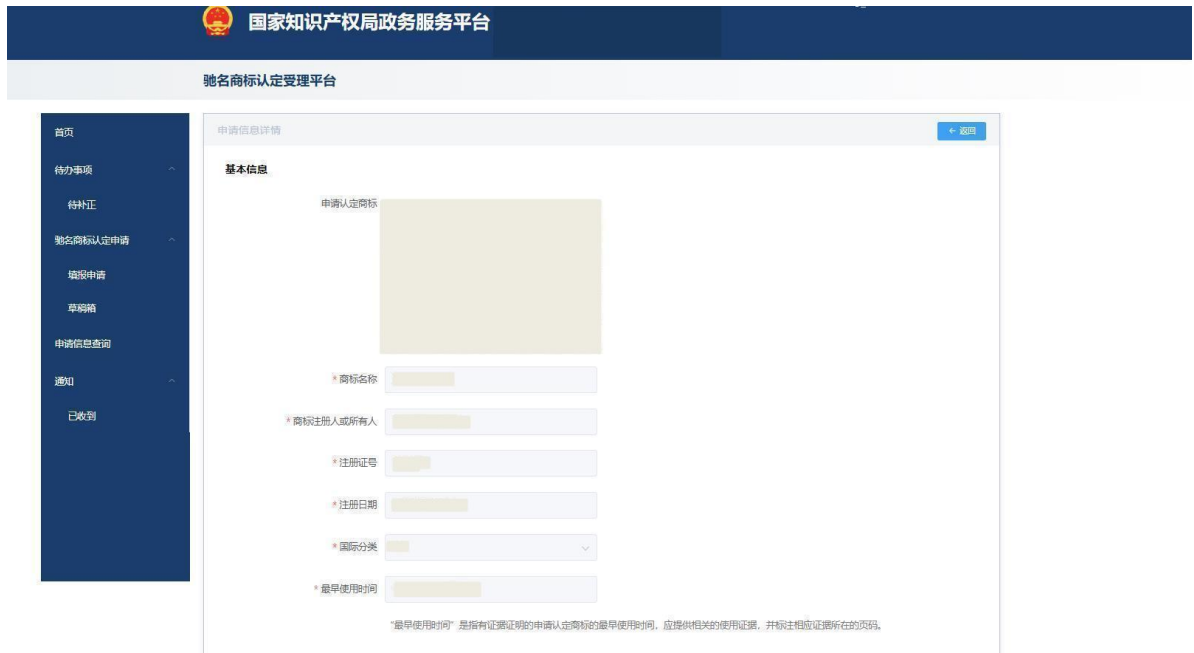 国家知识产权局政务服务平台
驰名商标认定受理平台
首页
待办事项
待补正
驰名商标认定申请
填报申请
草稿箱
申请信息查询
通知
已收到
申请信息详情
← 返回
基本信息
申请认定商标
* 商标名称
* 商标注册人或所有人
* 注册证号
* 注册日期
* 国际分类
* 最早使用时间
"最早使用时间" 是指有证据证明的申请认定商标的最早使用时间，应提供相关的使用证据，并标注相应证据所在的页码。